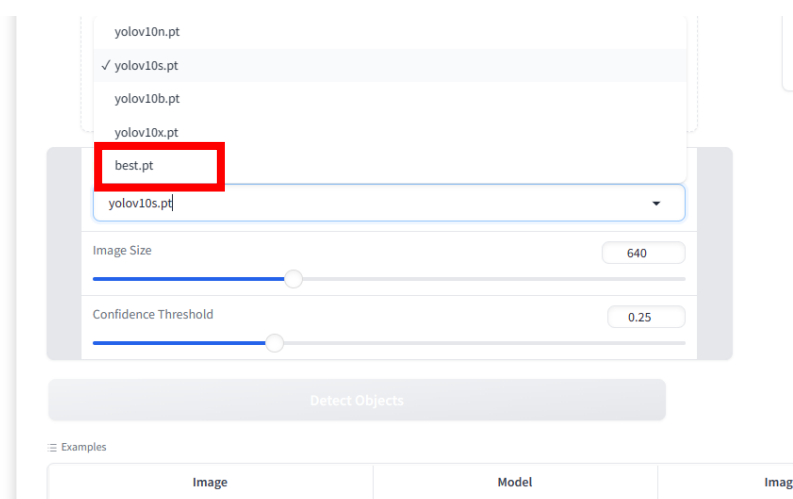 yolov10n.pt
✓ yolov10s.pt
yolov10b.pt
yolov10x.pt
best.pt
yolov10s.pt
Image Size
640
Confidence Threshold
0.25
Detect Objects
Examples
Image Model Imag